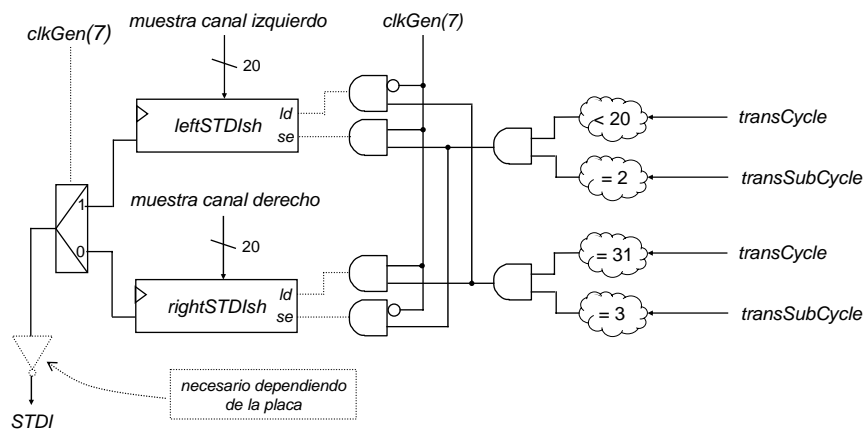 muestra canal izquierdo
clkGen(7)
clkGen(7)
20
ld
leftSTDIsh
se
< 20
transCycle
= 2
transSubCycle
1
muestra canal derecho
0
20
ld
rightSTDIsh
se
= 31
transCycle
= 3
transSubCycle
necesario dependiendo
de la placa
STDI